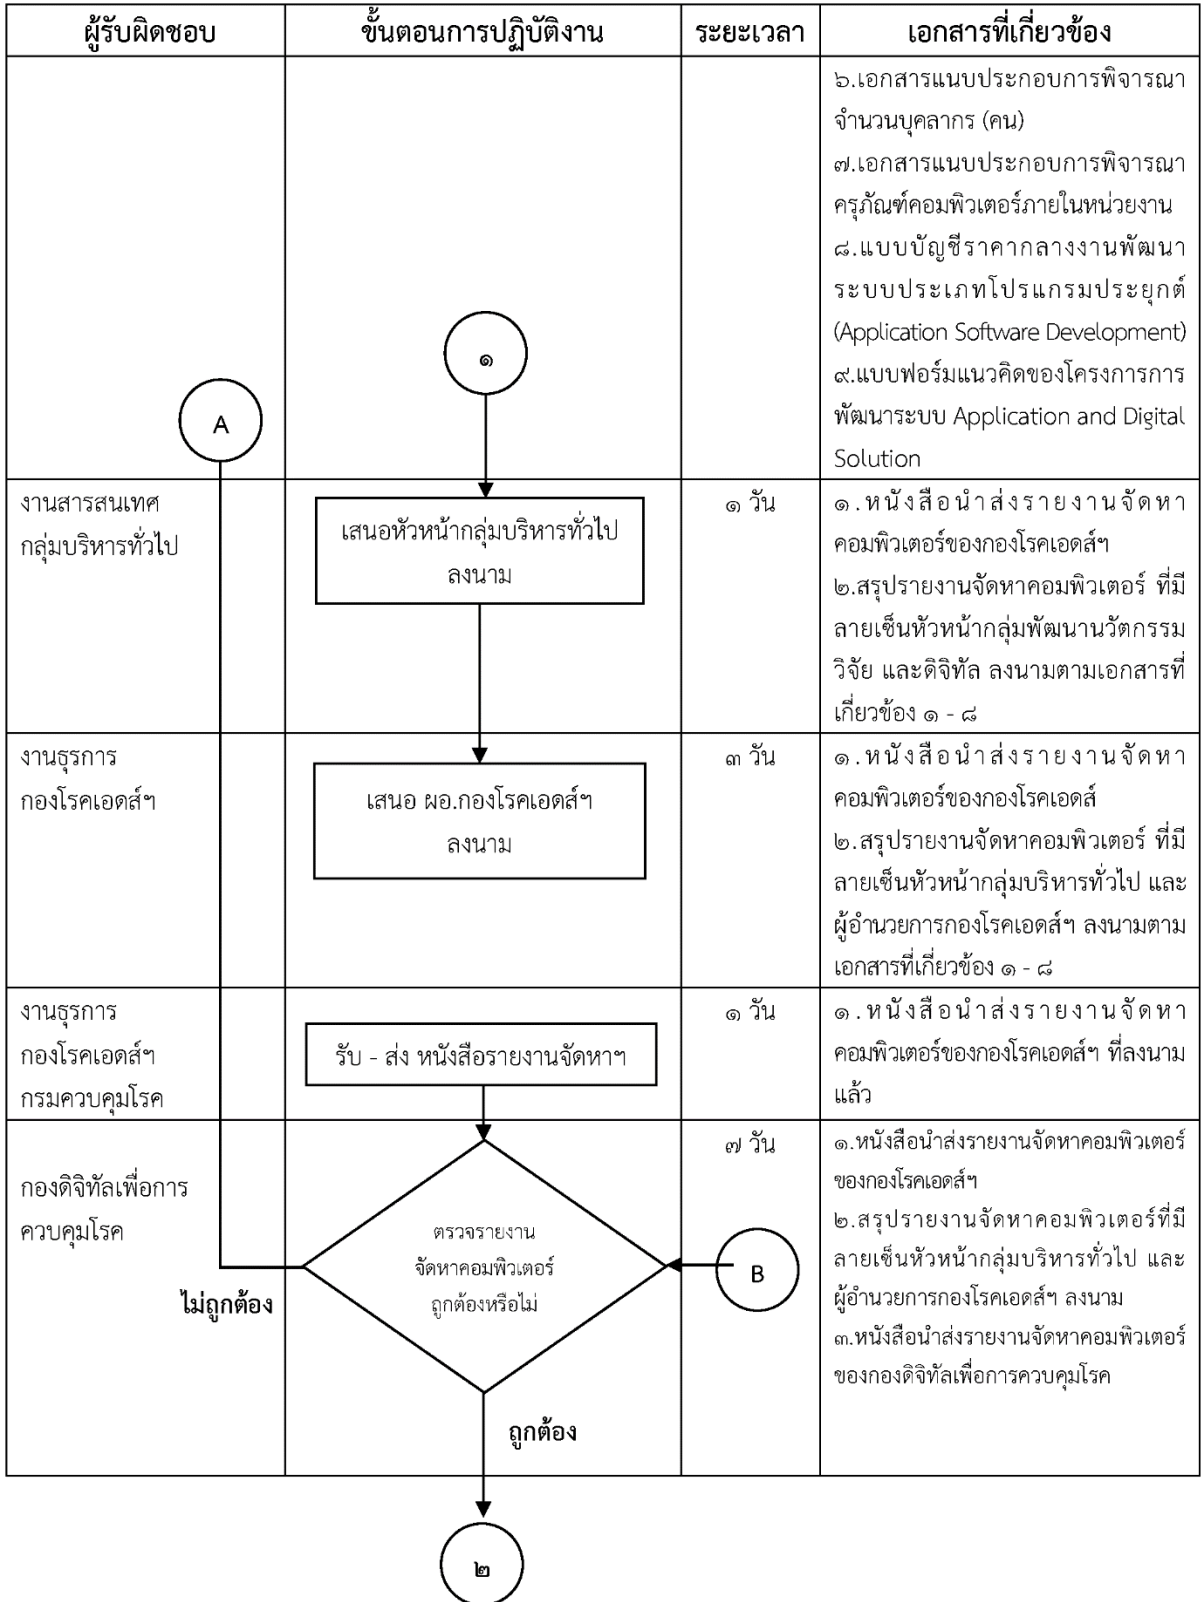 ผู้รับผิดชอบ
ขั้นตอนการปฏิบัติงาน
ระยะเวลา
เอกสารที่เกี่ยวข้อง
๖.เอกสารแนบประกอบการพิจารณา
จำนวนบุคลากร (คน)
๗.เอกสารแนบประกอบการพิจารณา
ครุภัณฑ์คอมพิวเตอร์ภายในหน่วยงาน
๘.แบบบัญชีราคากลางงานพัฒนา
ระบบประเภทโปรแกรมประยุกต์
(Application Software Development)
๙.แบบฟอร์มแนวคิดของโครงการการ
พัฒนาระบบ Application and Digital
Solution
๑
A
งานสารสนเทศ
กลุ่มบริหารทั่วไป
เสนอหัวหน้ากลุ่มบริหารทั่วไป
ลงนาม
๑ วัน
๑.หนังสือนำส่งรายงานจัดหา
คอมพิวเตอร์ของกองโรคเอดส์ฯ
๒.สรุปรายงานจัดหาคอมพิวเตอร์ ที่มี
ลายเซ็นหัวหน้ากลุ่มพัฒนานวัตกรรม
วิจัย และดิจิทัล ลงนามตามเอกสารที่
เกี่ยวข้อง ๑ - ๘
งานธุรการ
กองโรคเอดส์ฯ
เสนอ ผอ.กองโรคเอดส์ฯ
ลงนาม
๓ วัน
๑.หนังสือนำส่งรายงานจัดหา
คอมพิวเตอร์ของกองโรคเอดส์
๒.สรุปรายงานจัดหาคอมพิวเตอร์ ที่มี
ลายเซ็นหัวหน้ากลุ่มบริหารทั่วไป และ
ผู้อำนวยการกองโรคเอดส์ฯ ลงนามตาม
เอกสารที่เกี่ยวข้อง ๑ - ๘
งานธุรการ
กองโรคเอดส์ฯ
กรมควบคุมโรค
รับ - ส่ง หนังสือรายงานจัดหาฯ
๑ วัน
๑.หนังสือนำส่งรายงานจัดหา
คอมพิวเตอร์ของกองโรคเอดส์ฯ ที่ลงนาม
แล้ว
กองดิจิทัลเพื่อการ
ควบคุมโรค
ตรวจรายงาน
จัดหาคอมพิวเตอร์
ถูกต้องหรือไม่
ไม่ถูกต้อง
ถูกต้อง
๗ วัน
B
๑.หนังสือนำส่งรายงานจัดหาคอมพิวเตอร์
ของกองโรคเอดส์ฯ
๒.สรุปรายงานจัดหาคอมพิวเตอร์ที่มี
ลายเซ็นหัวหน้ากลุ่มบริหารทั่วไป และ
ผู้อำนวยการกองโรคเอดส์ฯ ลงนาม
๓.หนังสือนำส่งรายงานจัดหาคอมพิวเตอร์
ของกองดิจิทัลเพื่อการควบคุมโรค
๒